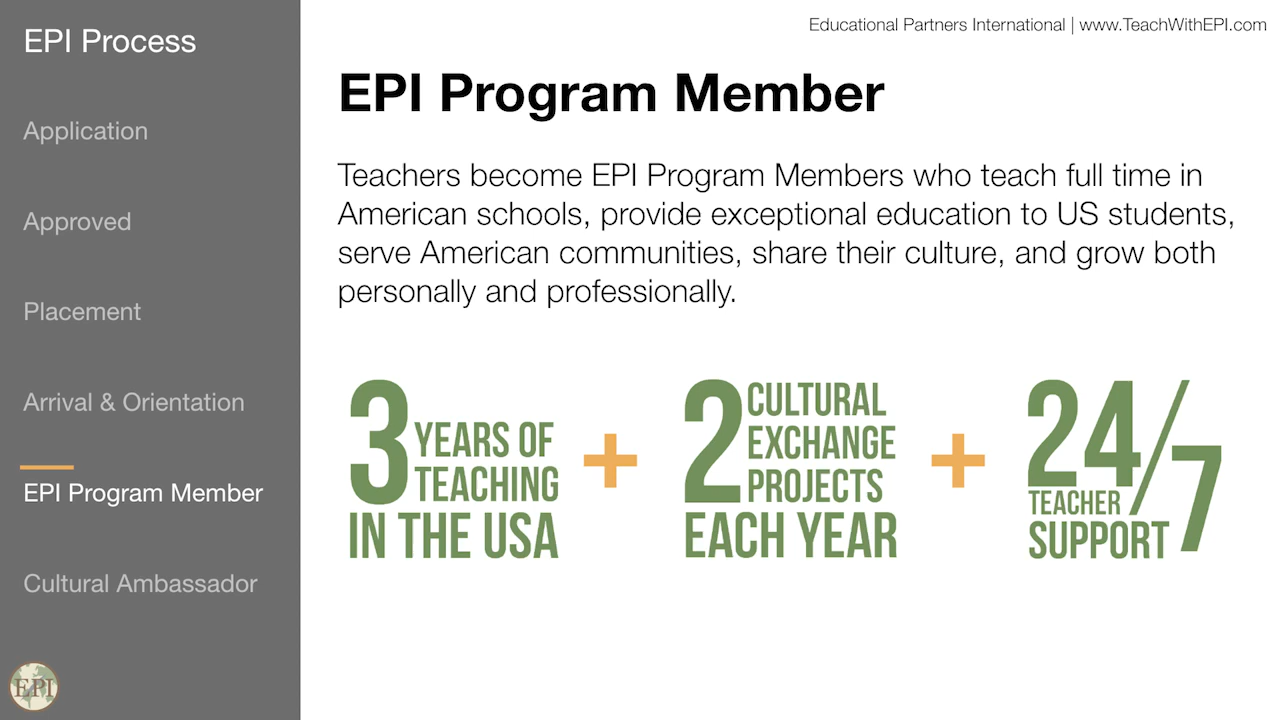 EPI Process
Application
Approved
Placement
Arrival & Orientation
EPI Program Member
Cultural Ambassador
EPI
Educational Partners International | www.TeachWithEPI.com
EPI Program Member
Teachers become EPI Program Members who teach full time in
American schools, provide exceptional education to US students,
serve American communities, share their culture, and grow both
personally and professionally.
3 YEARS OF
TEACHING
IN THE USA
+
2 CULTURAL
EXCHANGE
PROJECTS
EACH YEAR
+
24/7
TEACHER
SUPPORT